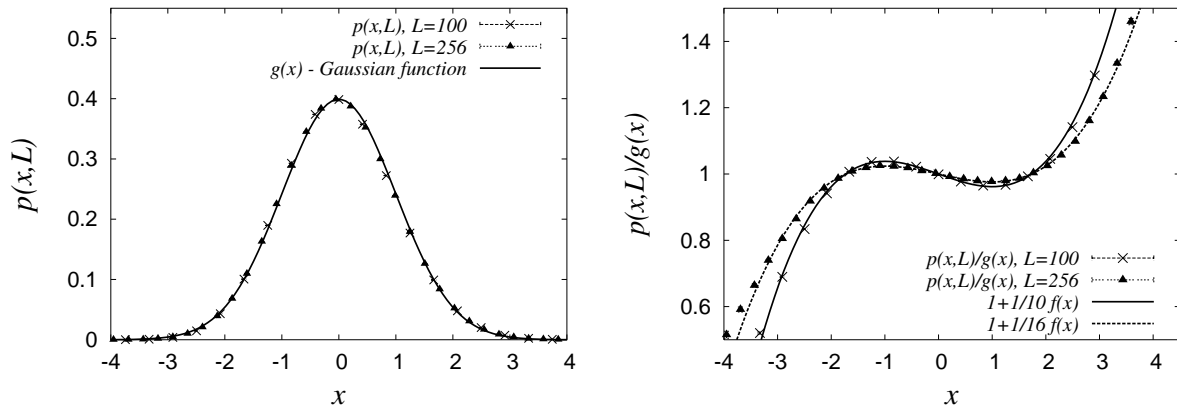 p(x,L)
0.5
0.4
0.3
0.2
0.1
0
-4 -3 -2 -1 0 1 2 3 4
x
p(x,L), L=100
p(x,L), L=256
g(x) - Gaussian function
p(x,L)/g(x)
1.4
1.2
1
0.8
0.6
-4 -3 -2 -1 0 1 2 3 4
x
p(x,L)/g(x), L=100
p(x,L)/g(x), L=256
1+1/10 f(x)
1+1/16 f(x)